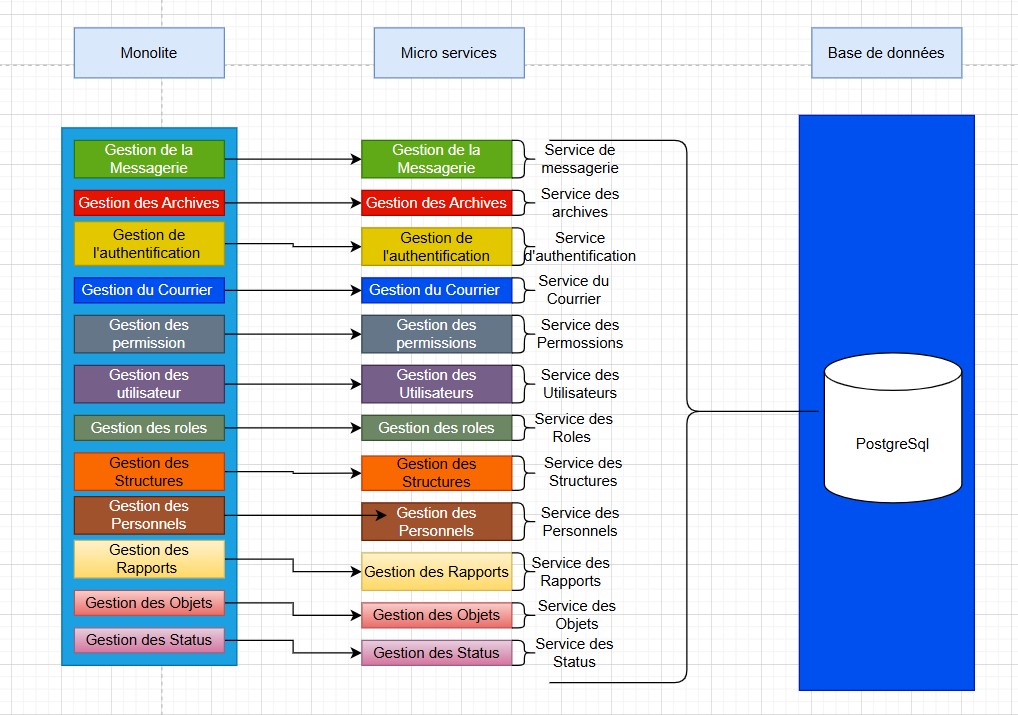 Monolite
Micro services
Base de données
Gestion de la
Messagerie
Gestion de la
Messagerie
Service de
messagerie
Gestion des Archives
Gestion des Archives
Service des
archives
Gestion de
l'authentification
Gestion de
l'authentification
Service
d'authentification
Gestion du Courrier
Gestion du Courrier
Service du
Courrier
Gestion des
permission
Gestion des
permissions
Service des
Permossions
Gestion des
utilisateur
Gestion des
Utilisateurs
Service des
Utilisateurs
Gestion des roles
Gestion des roles
Service des
Roles
Gestion des
Structures
Gestion des
Structures
Service des
Structures
Gestion des
Personnels
Gestion des
Personnels
Service des
Personnels
Gestion des
Rapports
Gestion des Rapports
Service des
Rapports
Gestion des Objets
Gestion des Objets
Service des
Objets
Gestion des Status
Gestion des Status
Service des
Status
PostgreSql